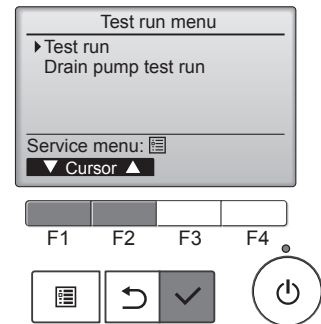 Test run menu
Test run
Drain pump test run
Service menu:
▼ Cursor ▲
F1 F2 F3 F4